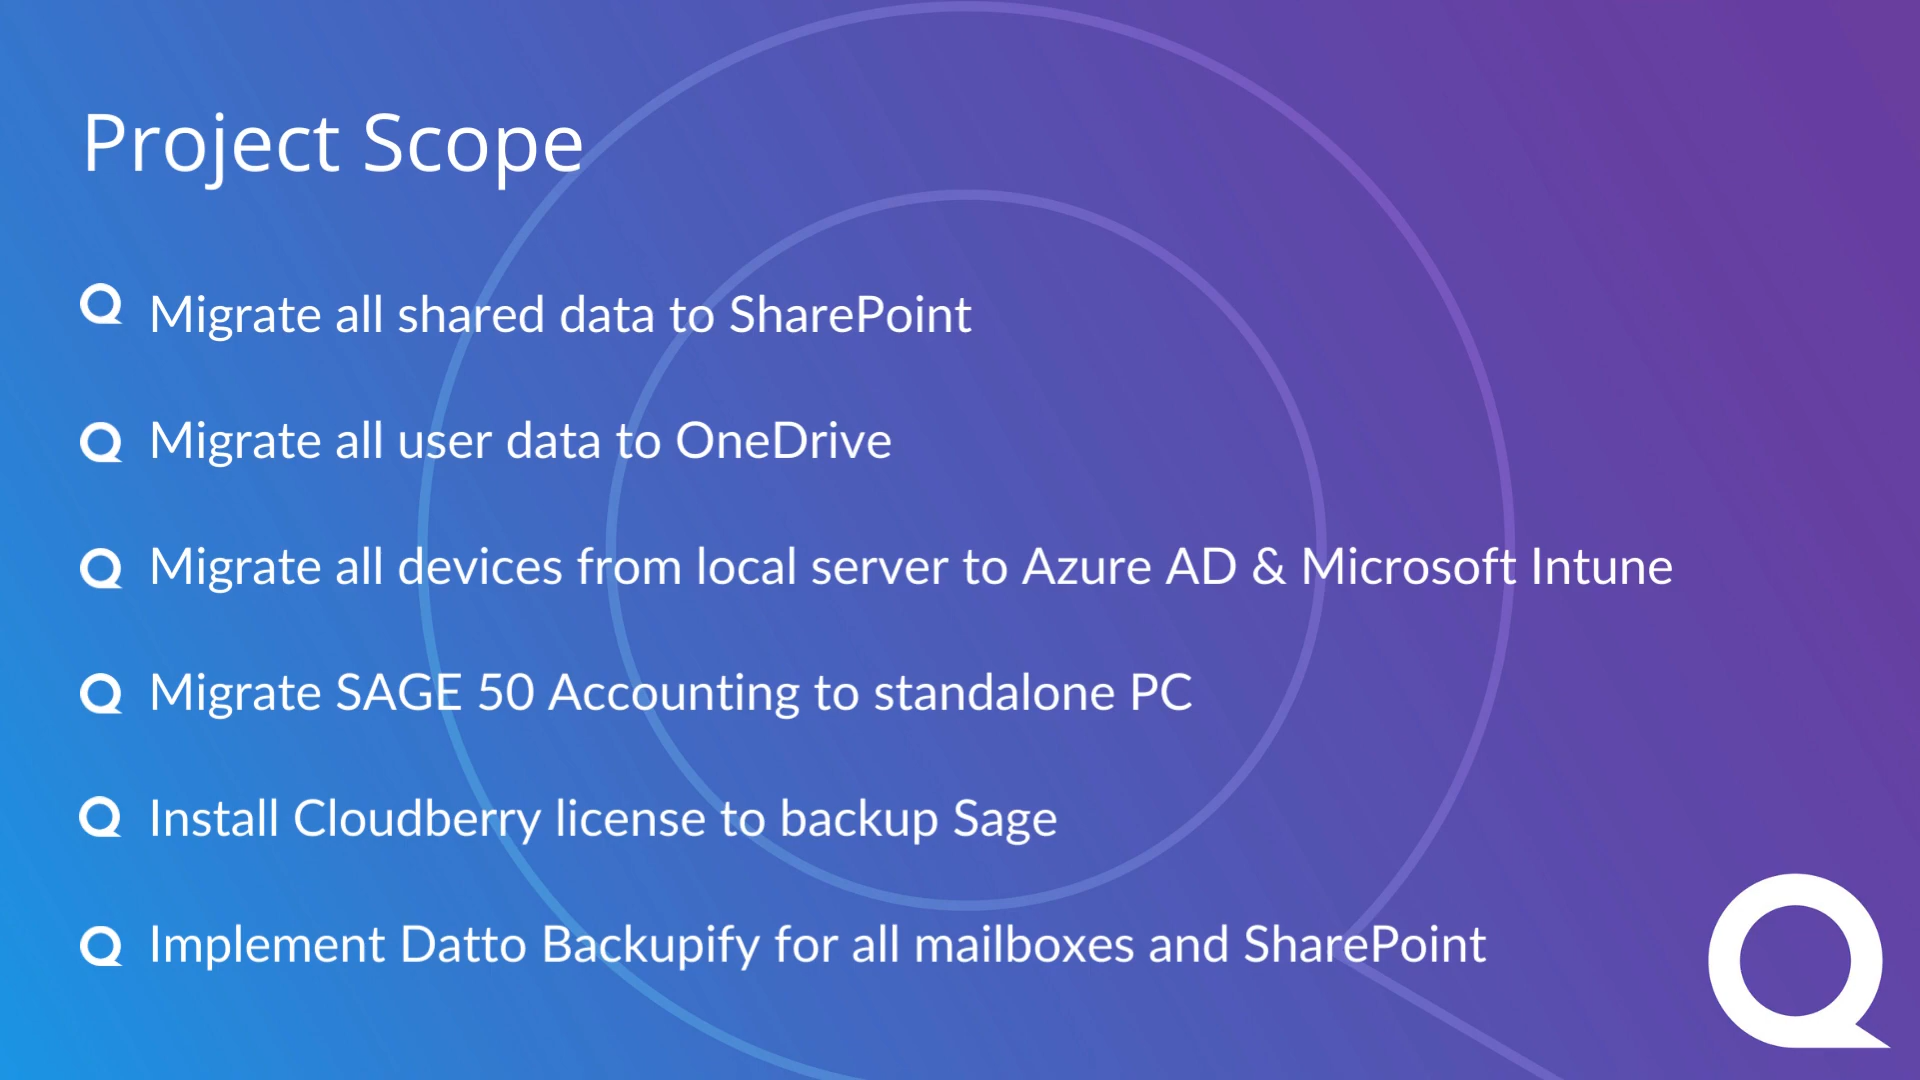 Project Scope
Migrate all shared data to SharePoint
Migrate all user data to OneDrive
Migrate all devices from local server to Azure AD & Microsoft Intune
Migrate SAGE 50 Accounting to standalone PC
Install Cloudberry license to backup Sage
Implement Datto Backupify for all mailboxes and SharePoint